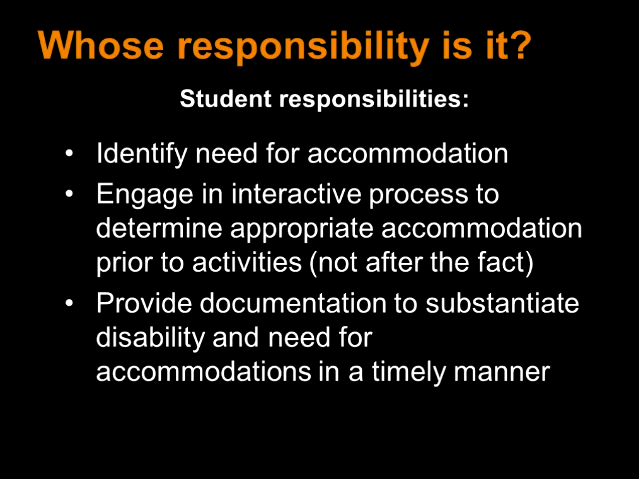 Whose responsibility is it?
Student responsibilities:
• Identify need for accommodation
• Engage in interactive process to
determine appropriate accommodation
prior to activities (not after the fact)
• Provide documentation to substantiate
disability and need for
accommodations in a timely manner